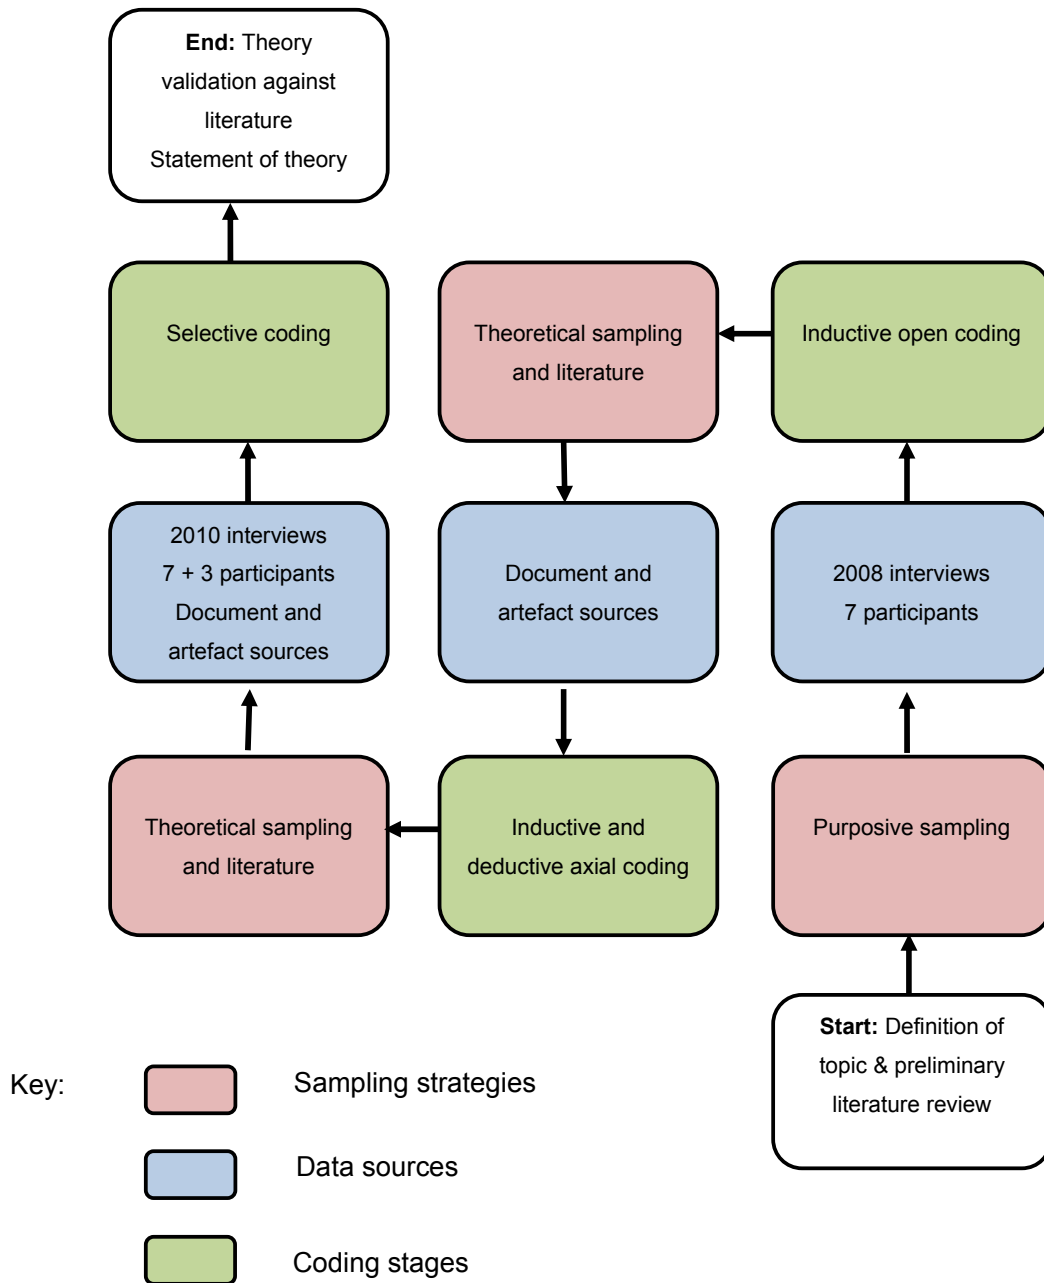 End: Theory
validation against
literature
Statement of theory
Selective coding
Theoretical sampling
and literature
Inductive open coding
2010 interviews
7 + 3 participants
Document and
artefact sources
Document and
artefact sources
2008 interviews
7 participants
Theoretical sampling
and literature
Inductive and
deductive axial coding
Purposive sampling
Start: Definition of
topic & preliminary
literature review
Key:
Sampling strategies
Data sources
Coding stages